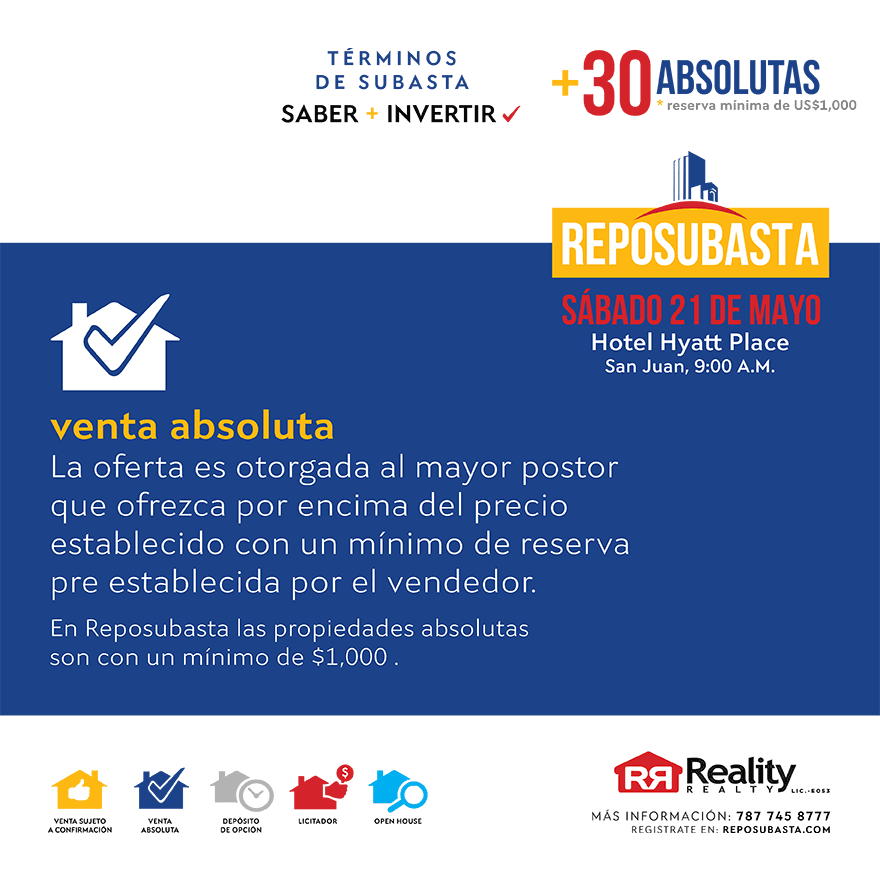 TÉRMINOS
DE SUBASTA
SABER + INVERTIR
+30 ABSOLUTAS
* reserva mínima de US$1,000
REPOSUBASTA
SÁBADO 21 DE MAYO
Hotel Hyatt Place
San Juan, 9:00 A.M.
venta absoluta
La oferta es otorgada al mayor postor
que ofrezca por encima del precio
establecido con un mínimo de reserva
pre establecida por el vendedor.
En Reposubasta las propiedades absolutas
son con un mínimo de $1,000 .
VENTA SUJETO
A CONFIRMACIÓN
VENTA
ABSOLUTA
DEPÓSITO
DE OPCIÓN
$
LICITADOR
OPEN HOUSE
RR Reality
REALTY LIC.-E053
MÁS INFORMACIÓN: 787 745 8777
REGISTRATE EN: REPOSUBASTA.COM